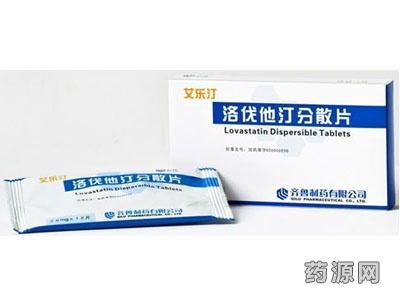 艾乐汀
洛伐他汀分散片
Lovastatin Dispersible Tablets
齐鲁制药有限公司
QILU PHARMACEUTICAL CO., LTD.
艾乐汀
洛伐他汀分散片
Lovastatin Dispersible Tablets
齐鲁制药有限公司
药源网